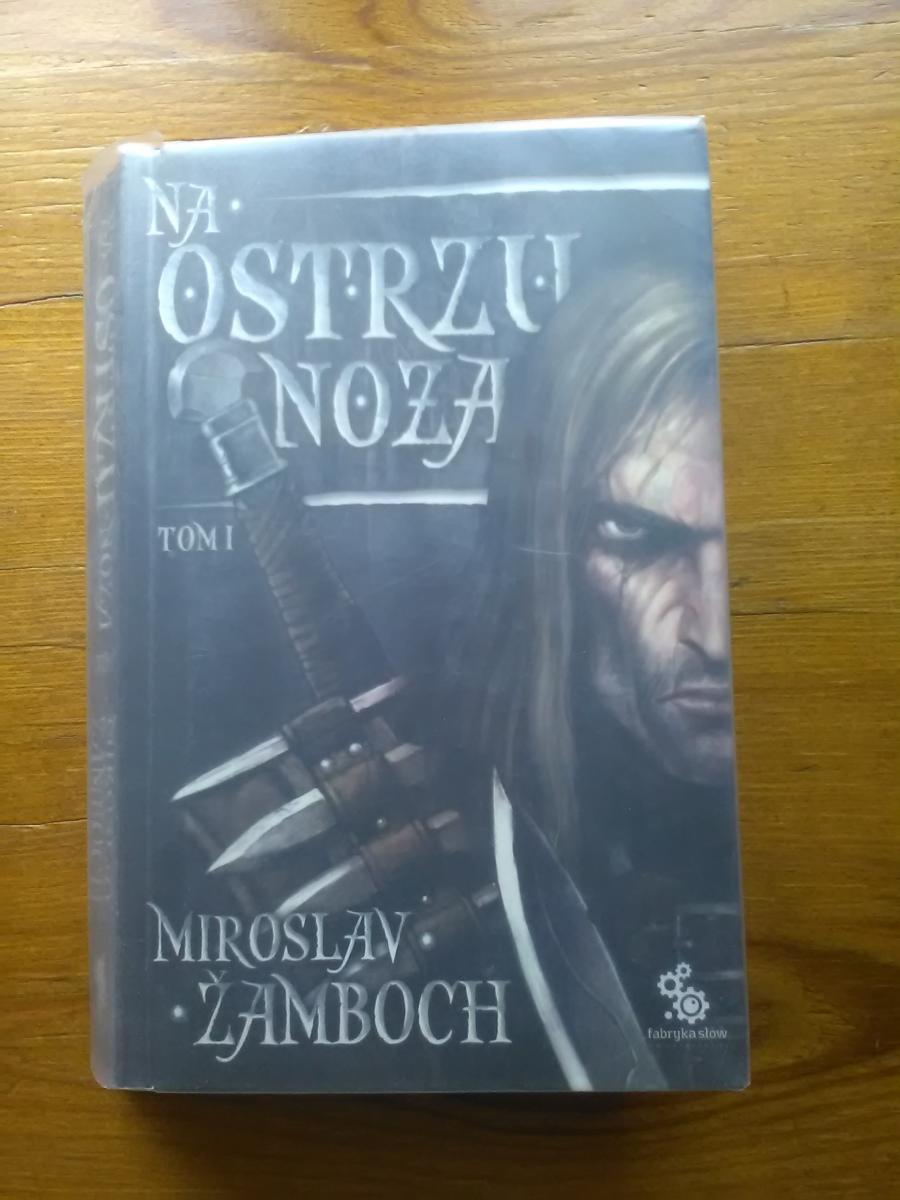 NA
OSTRZU
NOŻA
TOM I
MIROSLAV
ŽAMBOCH
fabryka słów